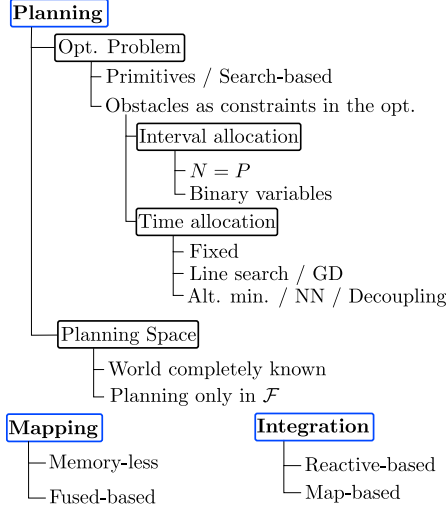 Planning
Opt. Problem
Primitives / Search-based
Obstacles as constraints in the opt.
Interval allocation
N = P
Binary variables
Time allocation
Fixed
Line search / GD
Alt. min. / NN / Decoupling
Planning Space
World completely known
Planning only in ℱ
Mapping
Memory-less
Fused-based
Integration
Reactive-based
Map-based